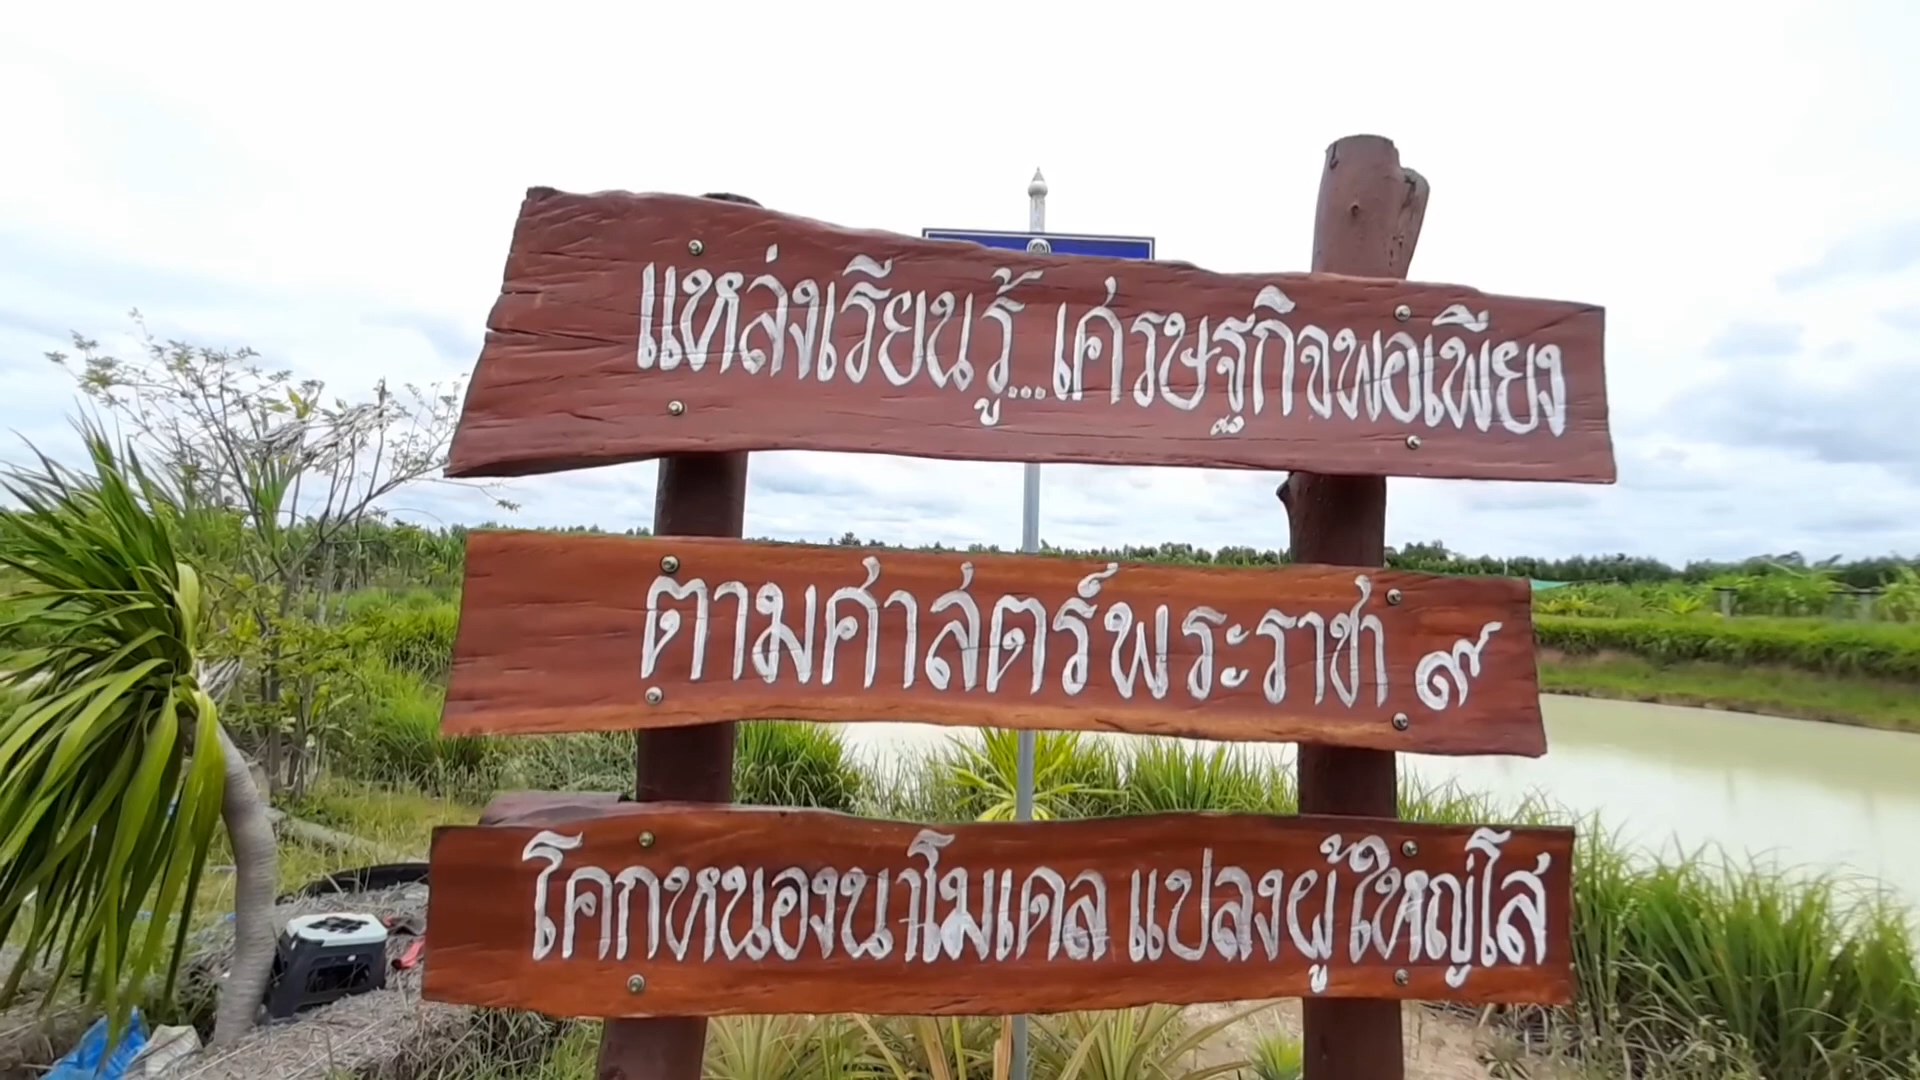 แหล่งเรียนรู้...เศรษฐกิจพอเพียง
ตามศาสตร์พระราชา ๙
โคกหนองนาโมเดล แปลงผู้ใหญ่โส